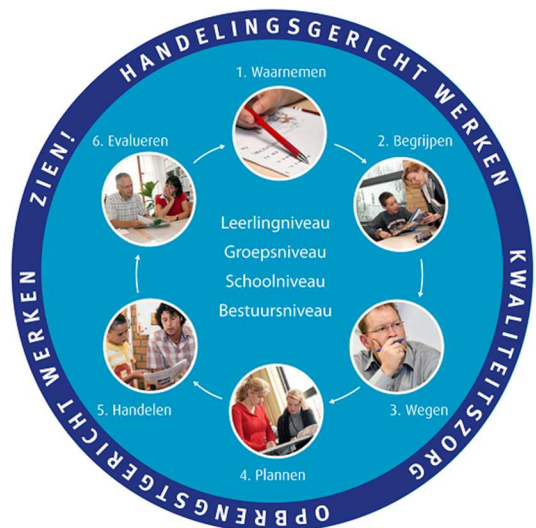 HANDELINGSGERICHT WERKEN
KWALITEITSZORG
OPBRENGSTGERICHT WERKEN
ZIEN!
1. Waarnemen
2. Begrijpen
3. Wegen
4. Plannen
5. Handelen
6. Evalueren
Leerlingniveau
Groepsniveau
Schoolniveau
Bestuursniveau